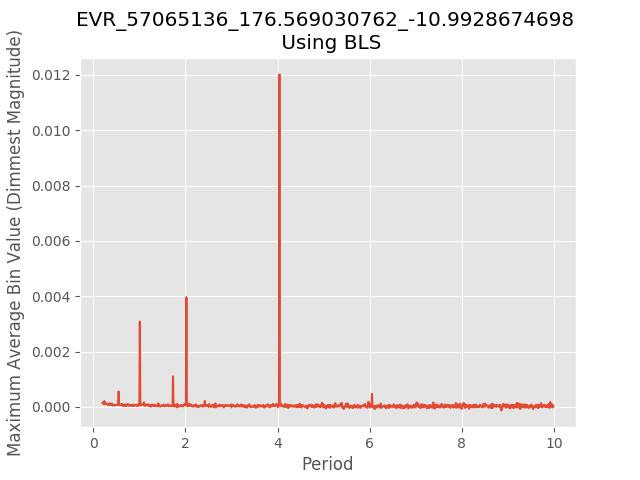 EVR_57065136_176.569030762_-10.9928674698
Using BLS
Maximum Average Bin Value (Dimmest Magnitude)
0.012
0.010
0.008
0.006
0.004
0.002
0.000
0 2 4 6 8 10
Period